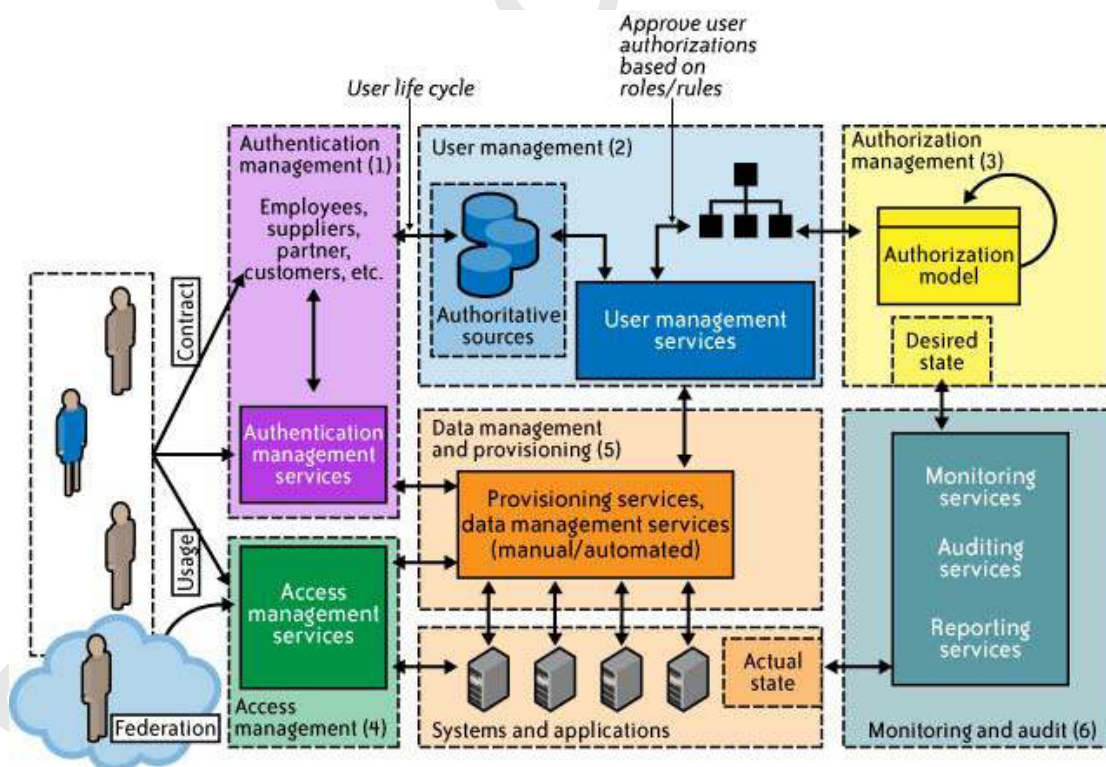 Approve user
authorizations
based on
roles/rules
User life cycle
Authentication
management (1)
Employees,
suppliers,
partner,
customers, etc.
Authentication
management
services
User management (2)
Authoritative
sources
User management
services
Authorization
management (3)
Authorization
model
Desired
state
Contract
Usage
Federation
Access
management
services
Access
management (4)
Data management
and provisioning (5)
Provisioning services,
data management services
(manual/automated)
Actual
state
Systems and applications
Monitoring
services
Auditing
services
Reporting
services
Monitoring and audit (6)